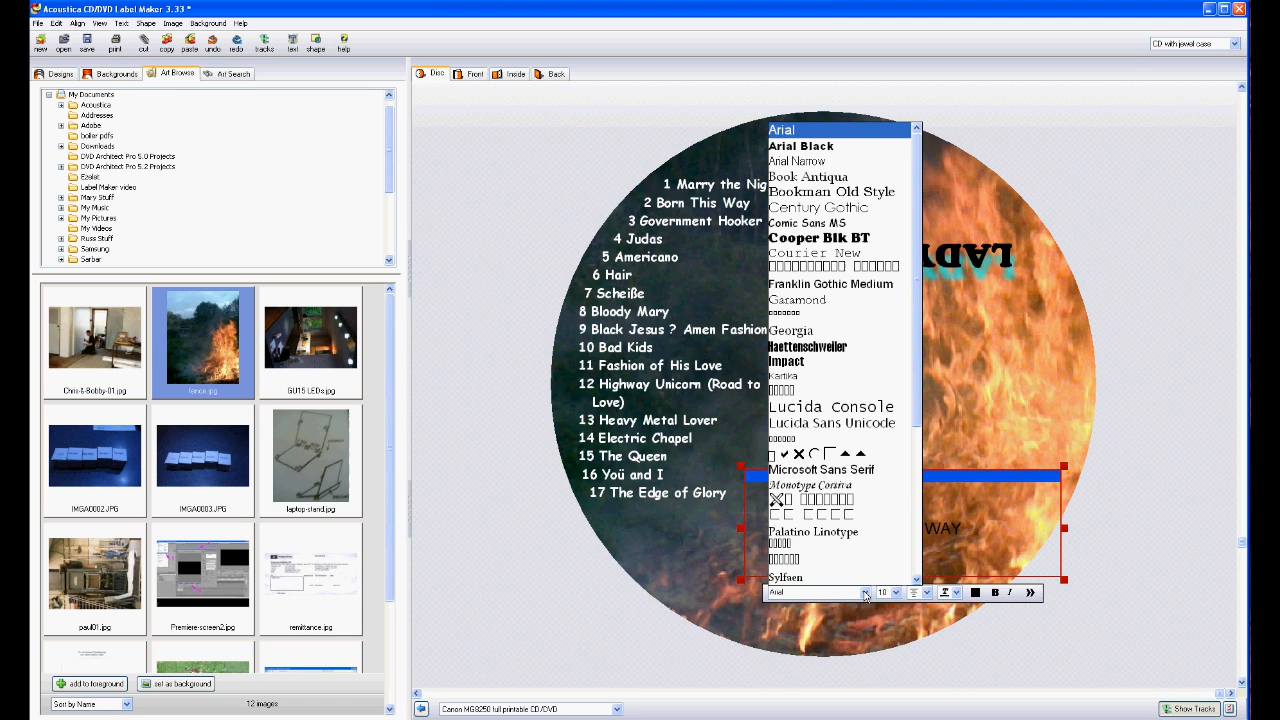 Acoustica CD/DVD Label Maker 3.33 *
File Edit Align View Text Shape Image Background Help
new open save print cut copy paste undo redo tracks text shape help
CD with jewel case
Designs Backgrounds Art Browse Art Search
Disc Front Inside
My Documents
Acoustica
Addresses
Adobe
boiler pdfs
Downloads
DVD Architect Pro 5.0 Projects
DVD Architect Pro 5.2 Projects
Ezalat
Label Maker video
Mary Stuff
My Music
My Pictures
My Videos
Russ Stuff
Samsung
Sarbar
Chris-&-Bobby-01.jpg
fence.jpg
GU15 LEDs.jpg
IMGA0002.JPG
IMGA0003.JPG
laptop-stand.jpg
paul01.jpg
Premiere-screen2.jpg
remittance.jpg
add to foreground
set as background
Sort by Name
12 images
1 Marry the Nig
2 Born This Way
3 Government Hooker
4 Judas
5 Americano
6 Hair
7 Scheiße
8 Bloody Mary
9 Black Jesus ? Amen Fashion
10 Bad Kids
11 Fashion of His Love
12 Highway Unicorn (Road to
Love)
13 Heavy Metal Lover
14 Electric Chapel
15 The Queen
16 Yoü and I
17 The Edge of Glory
Arial
Arial Black
Arial Narrow
Book Antiqua
Bookman Old Style
Century Gothic
Comic Sans MS
Cooper Blk BT
Courier New
Franklin Gothic Medium
Garamond
Georgia
Haettenschweiler
Impact
Kartika
Lucida Console
Lucida Sans Unicode
Microsoft Sans Serif
Monotype Corsiva
Palatino Linotype
Sylfaen
LADY
WAY
Arial 10 B I »
Canon MG8250 full printable CD/DVD
Show Tracks